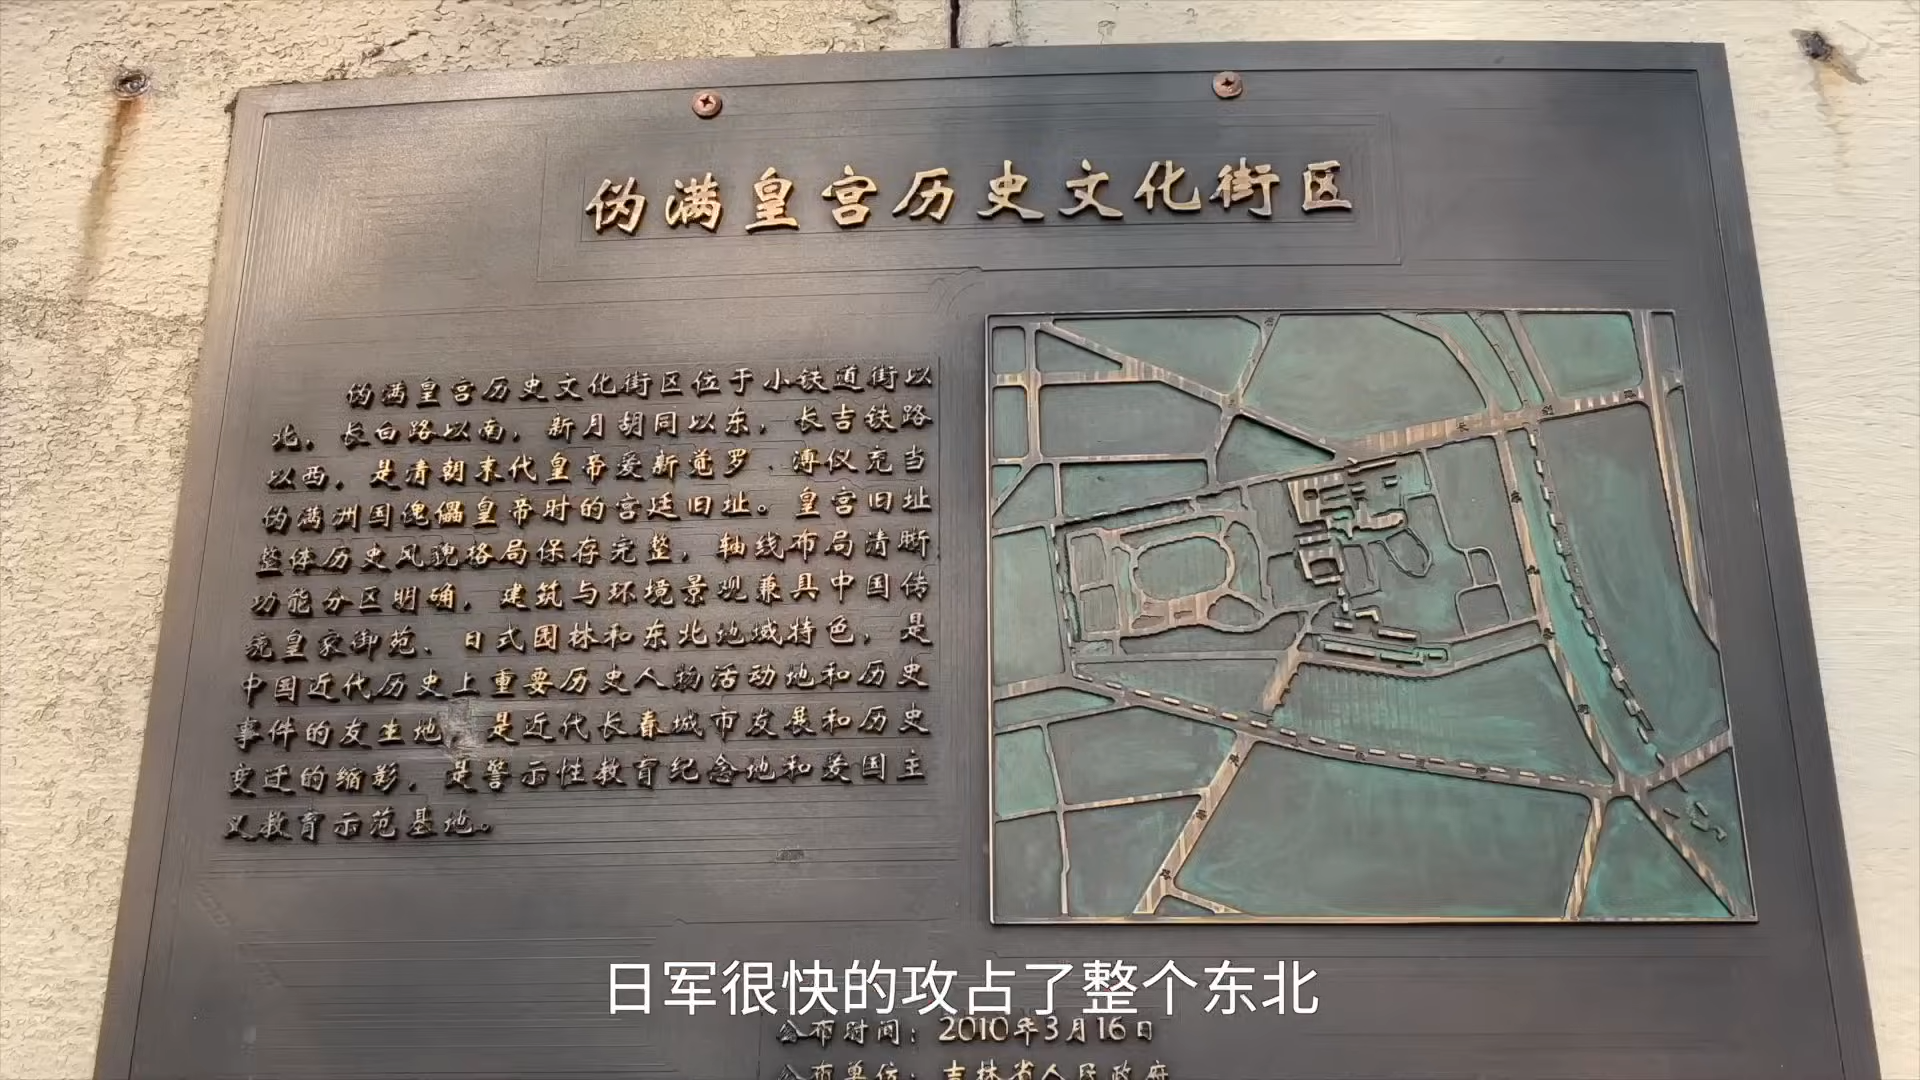 伪满皇宫历史文化街区
伪满皇宫历史文化街区位于小铁道街以
北，长白路以南，新月胡同以东，长吉铁路
以西，是清朝末代皇帝爱新觉罗·溥仪充当
伪满洲国傀儡皇帝时的宫廷旧址。皇宫旧址
整体历史风貌格局保存完整，轴线布局清晰
功能分区明确，建筑与环境景观兼具中国传
统皇家御苑、日式园林和东北地域特色，是
中国近代历史上重要历史人物活动地和历史
事件的发生地，是近代长春城市发展和历史
变迁的缩影，是警示性教育纪念地和爱国主
义教育示范基地。
日军很快的攻占了整个东北
公布时间：2010年3月16日
公布单位：吉林省人民政府